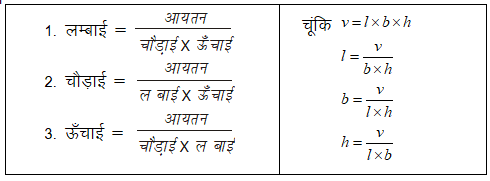 1. लम्बाई = आयतन / चौड़ाई X ऊँचाई
2. चौड़ाई = आयतन / ल बाई X ऊँचाई
3. ऊँचाई = आयतन / चौड़ाई X ल बाई
चूंकि v = l × b × h
l = v / b × h
b = v / l × h
h = v / l × b